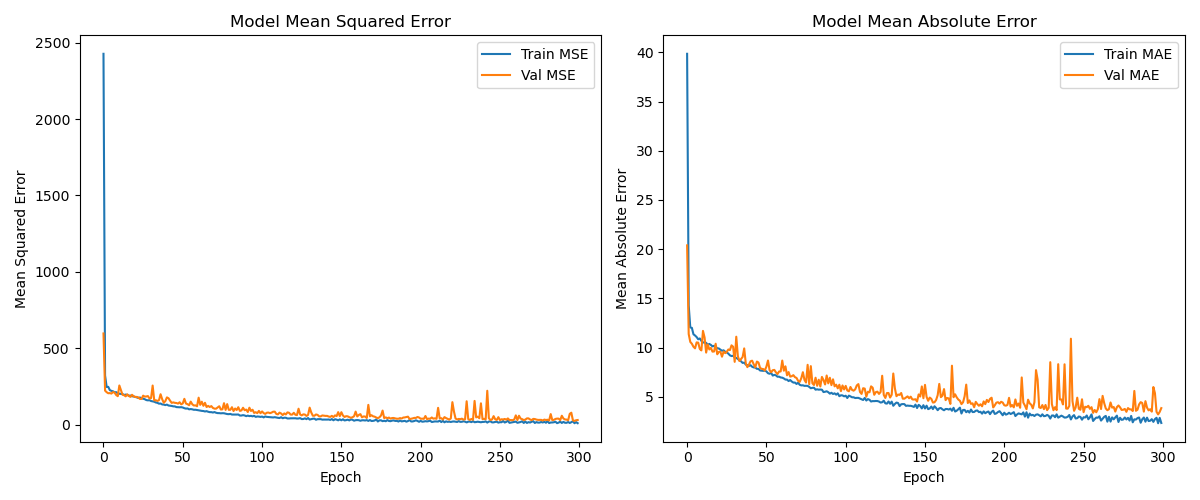 Model Mean Squared Error
Mean Squared Error
2500
2000
1500
1000
500
0
0 50 100 150 200 250 300
Epoch
Train MSE
Val MSE
Model Mean Absolute Error
Mean Absolute Error
40
35
30
25
20
15
10
5
0 50 100 150 200 250 300
Epoch
Train MAE
Val MAE